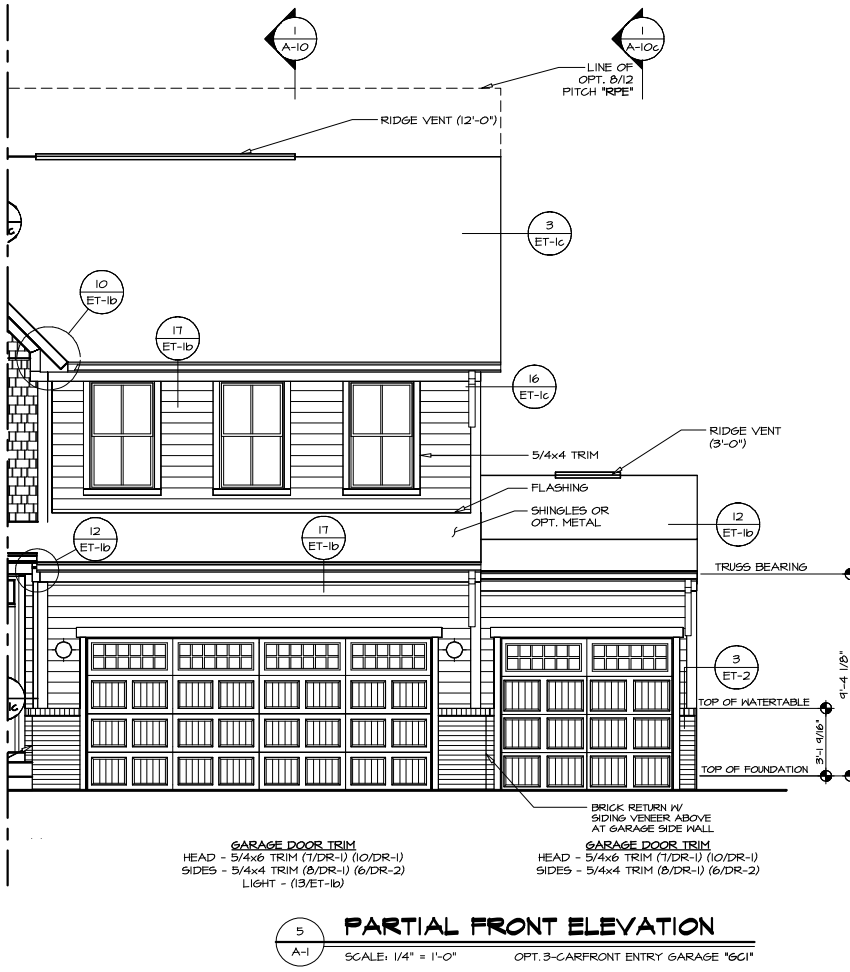 1
A-10
1
A-10c
LINE OF
OPT. 8/12
PITCH "RPE"
RIDGE VENT (12'-0")
3
ET-1c
10
ET-1b
17
ET-1b
16
ET-1c
RIDGE VENT
(3'-0")
5/4x4 TRIM
FLASHING
SHINGLES OR
OPT. METAL
12
ET-1b
12
ET-1b
17
ET-1b
TRUSS BEARING
3
ET-2
9'-4 1/8"
TOP OF WATERTABLE
3'-1 9/16"
TOP OF FOUNDATION
BRICK RETURN W/
SIDING VENEER ABOVE
AT GARAGE SIDE WALL
GARAGE DOOR TRIM
HEAD - 5/4x6 TRIM (7/DR-1) (10/DR-1)
SIDES - 5/4x4 TRIM (8/DR-1) (6/DR-2)
LIGHT - (13/ET-1b)
GARAGE DOOR TRIM
HEAD - 5/4x6 TRIM (7/DR-1) (10/DR-1)
SIDES - 5/4x4 TRIM (8/DR-1) (6/DR-2)
5
A-1
PARTIAL FRONT ELEVATION
SCALE: 1/4" = 1'-0" OPT. 3-CARFRONT ENTRY GARAGE "GC1"